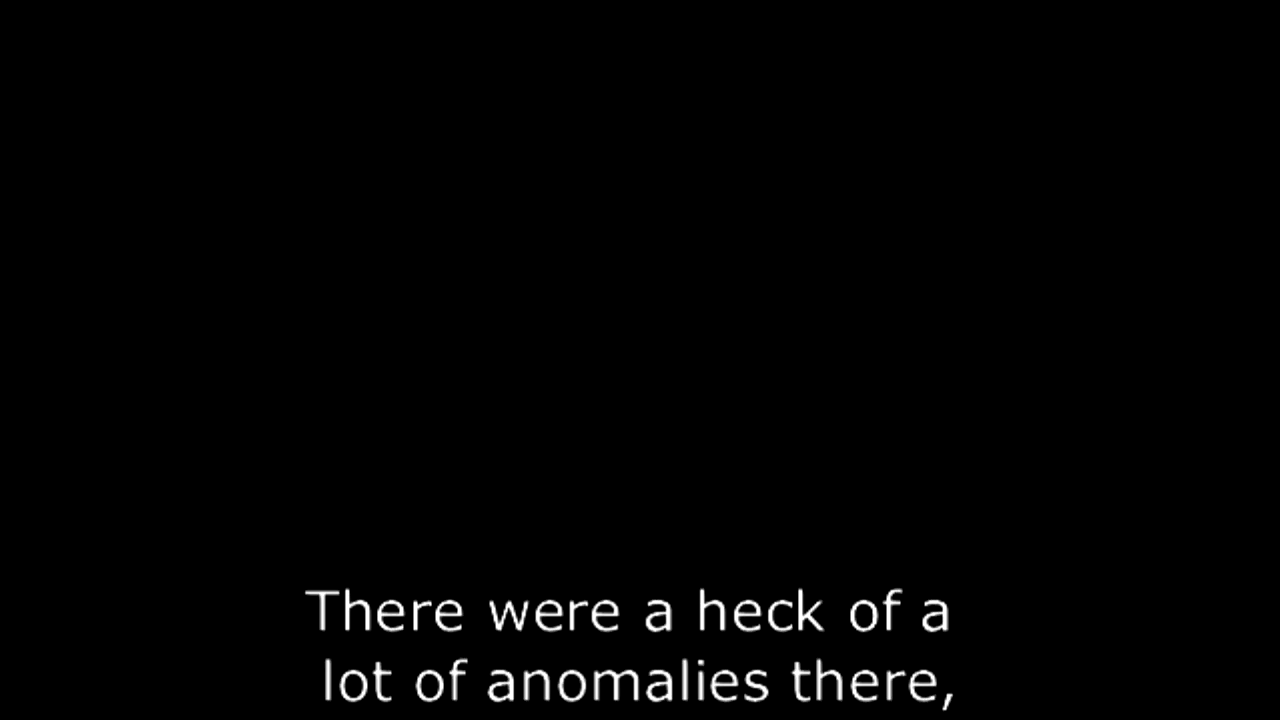 There were a heck of a
lot of anomalies there,